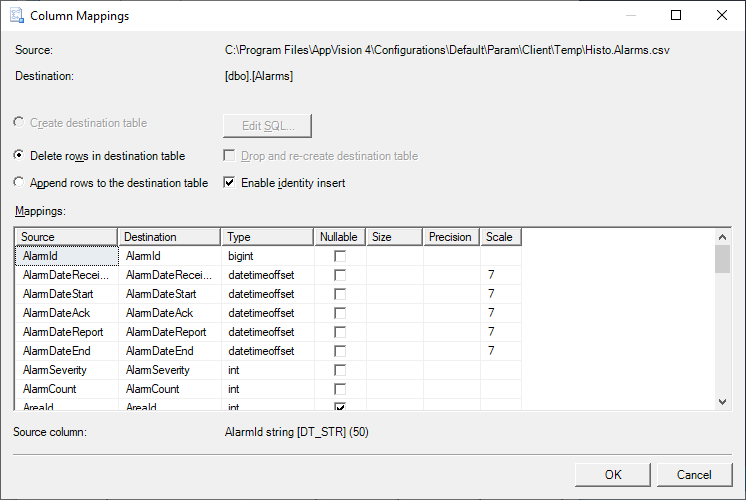 Column Mappings
Source: C:\Program Files\AppVision 4\Configurations\Default\Param\Client\Temp\Histo.Alarms.csv
Destination: [dbo].[Alarms]
Create destination table Edit SQL...
Delete rows in destination table Drop and re-create destination table
Append rows to the destination table Enable identity insert
Mappings:
Source Destination Type Nullable Size Precision Scale
AlarmId AlarmId bigint
AlarmDateRecei... AlarmDateRecei... datetimeoffset 7
AlarmDateStart AlarmDateStart datetimeoffset 7
AlarmDateAck AlarmDateAck datetimeoffset 7
AlarmDateReport AlarmDateReport datetimeoffset 7
AlarmDateEnd AlarmDateEnd datetimeoffset 7
AlarmSeverity AlarmSeverity int
AlarmCount AlarmCount int
AreaId AreaId int
Source column: AlarmId string [DT_STR] (50)
OK Cancel